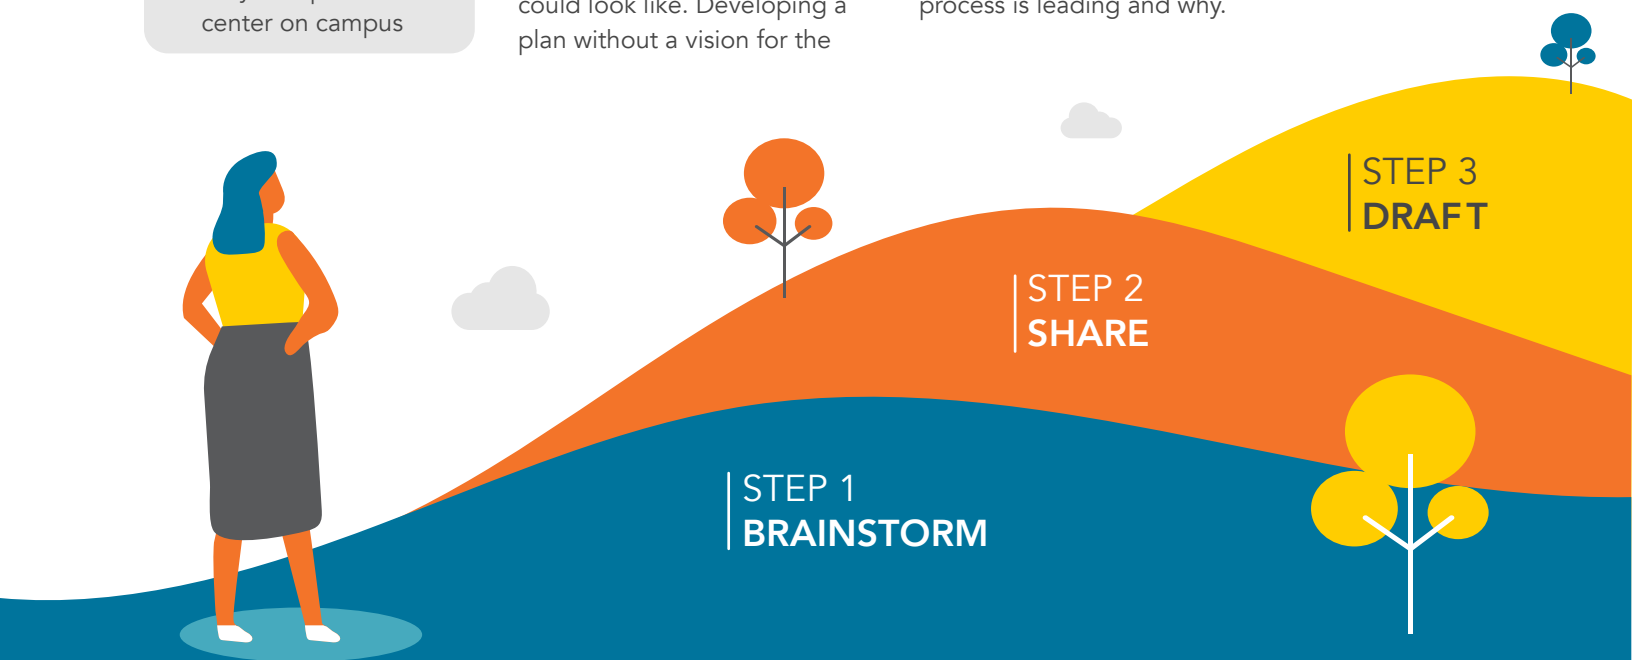 center on campus
could look like. Developing a
plan without a vision for the
process is leading and why.
STEP 3
DRAFT
STEP 2
SHARE
STEP 1
BRAINSTORM